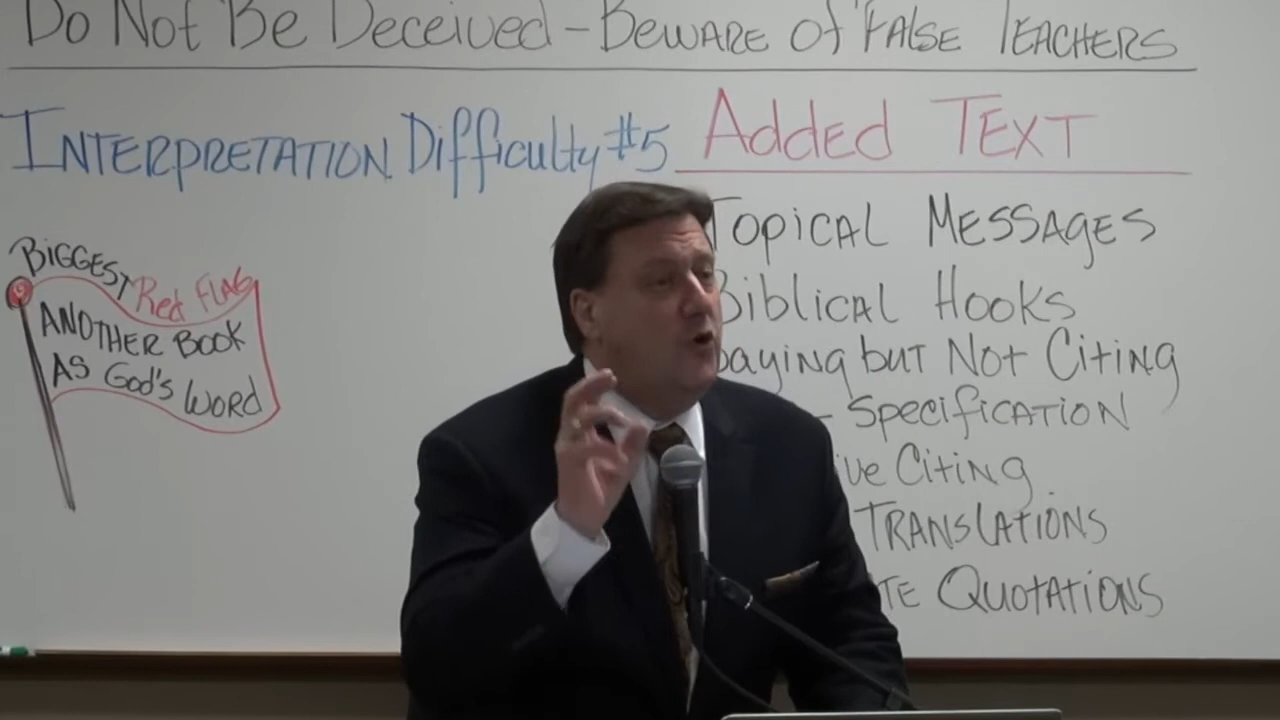 Do Not Be Deceived - Beware of False Teachers
Interpretation Difficulty #5 Added Text
Biggest Red Flag
Another Book
As God's Word
Topical Messages
Biblical Hooks
but Not Citing
- Specification
Citing
Translations
Quotations